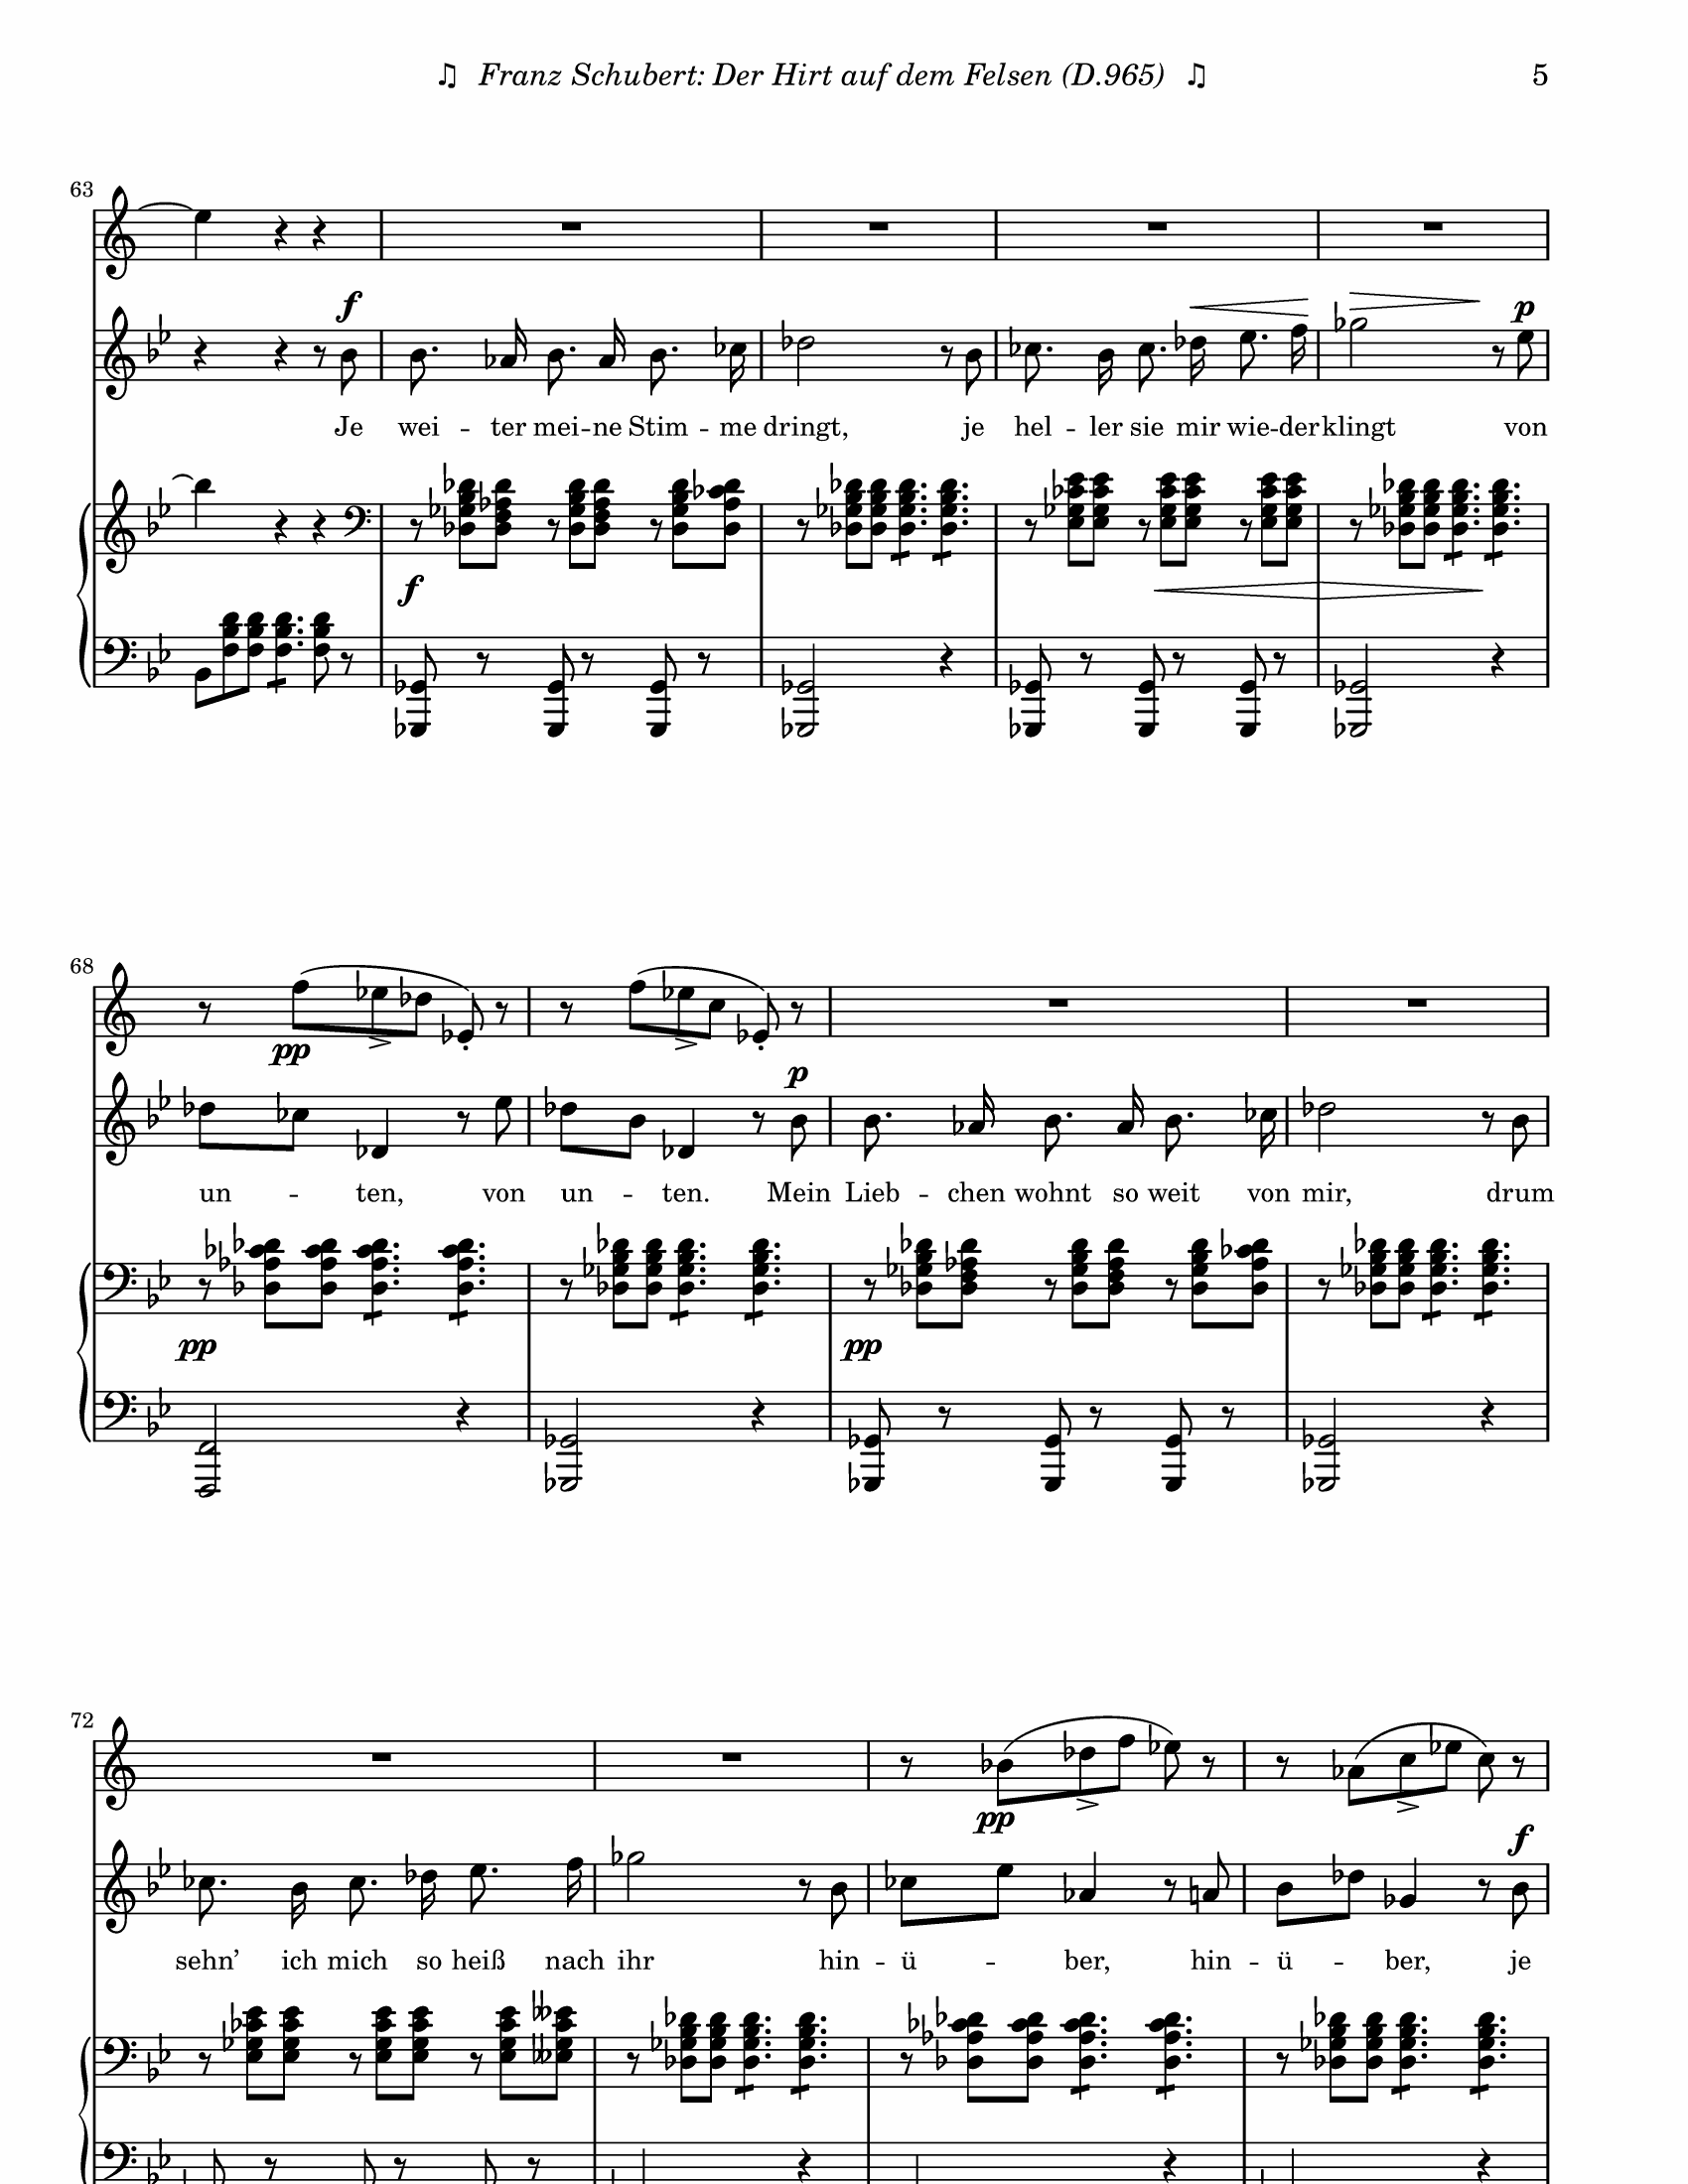 ♫ Franz Schubert: Der Hirt auf dem Felsen (D.965) ♫ 5
63
f
Je wei -- ter mei -- ne Stim -- me dringt, je hel -- ler sie mir wie -- der klingt von
p
f
68
pp
p
un -- ten, von un -- ten. Mein Lieb -- chen wohnt so weit von mir, drum
pp pp
72
pp
f
sehn’ ich mich so heiß nach ihr hin -- ü -- ber, hin -- ü -- ber, je